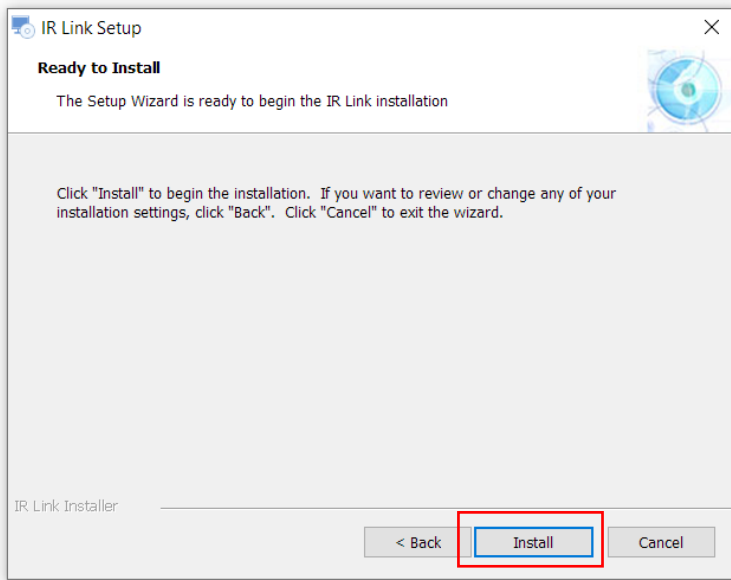 IR Link Setup
Ready to Install
The Setup Wizard is ready to begin the IR Link installation
Click "Install" to begin the installation.  If you want to review or change any of your
installation settings, click "Back".  Click "Cancel" to exit the wizard.
IR Link Installer
< Back
Install
Cancel